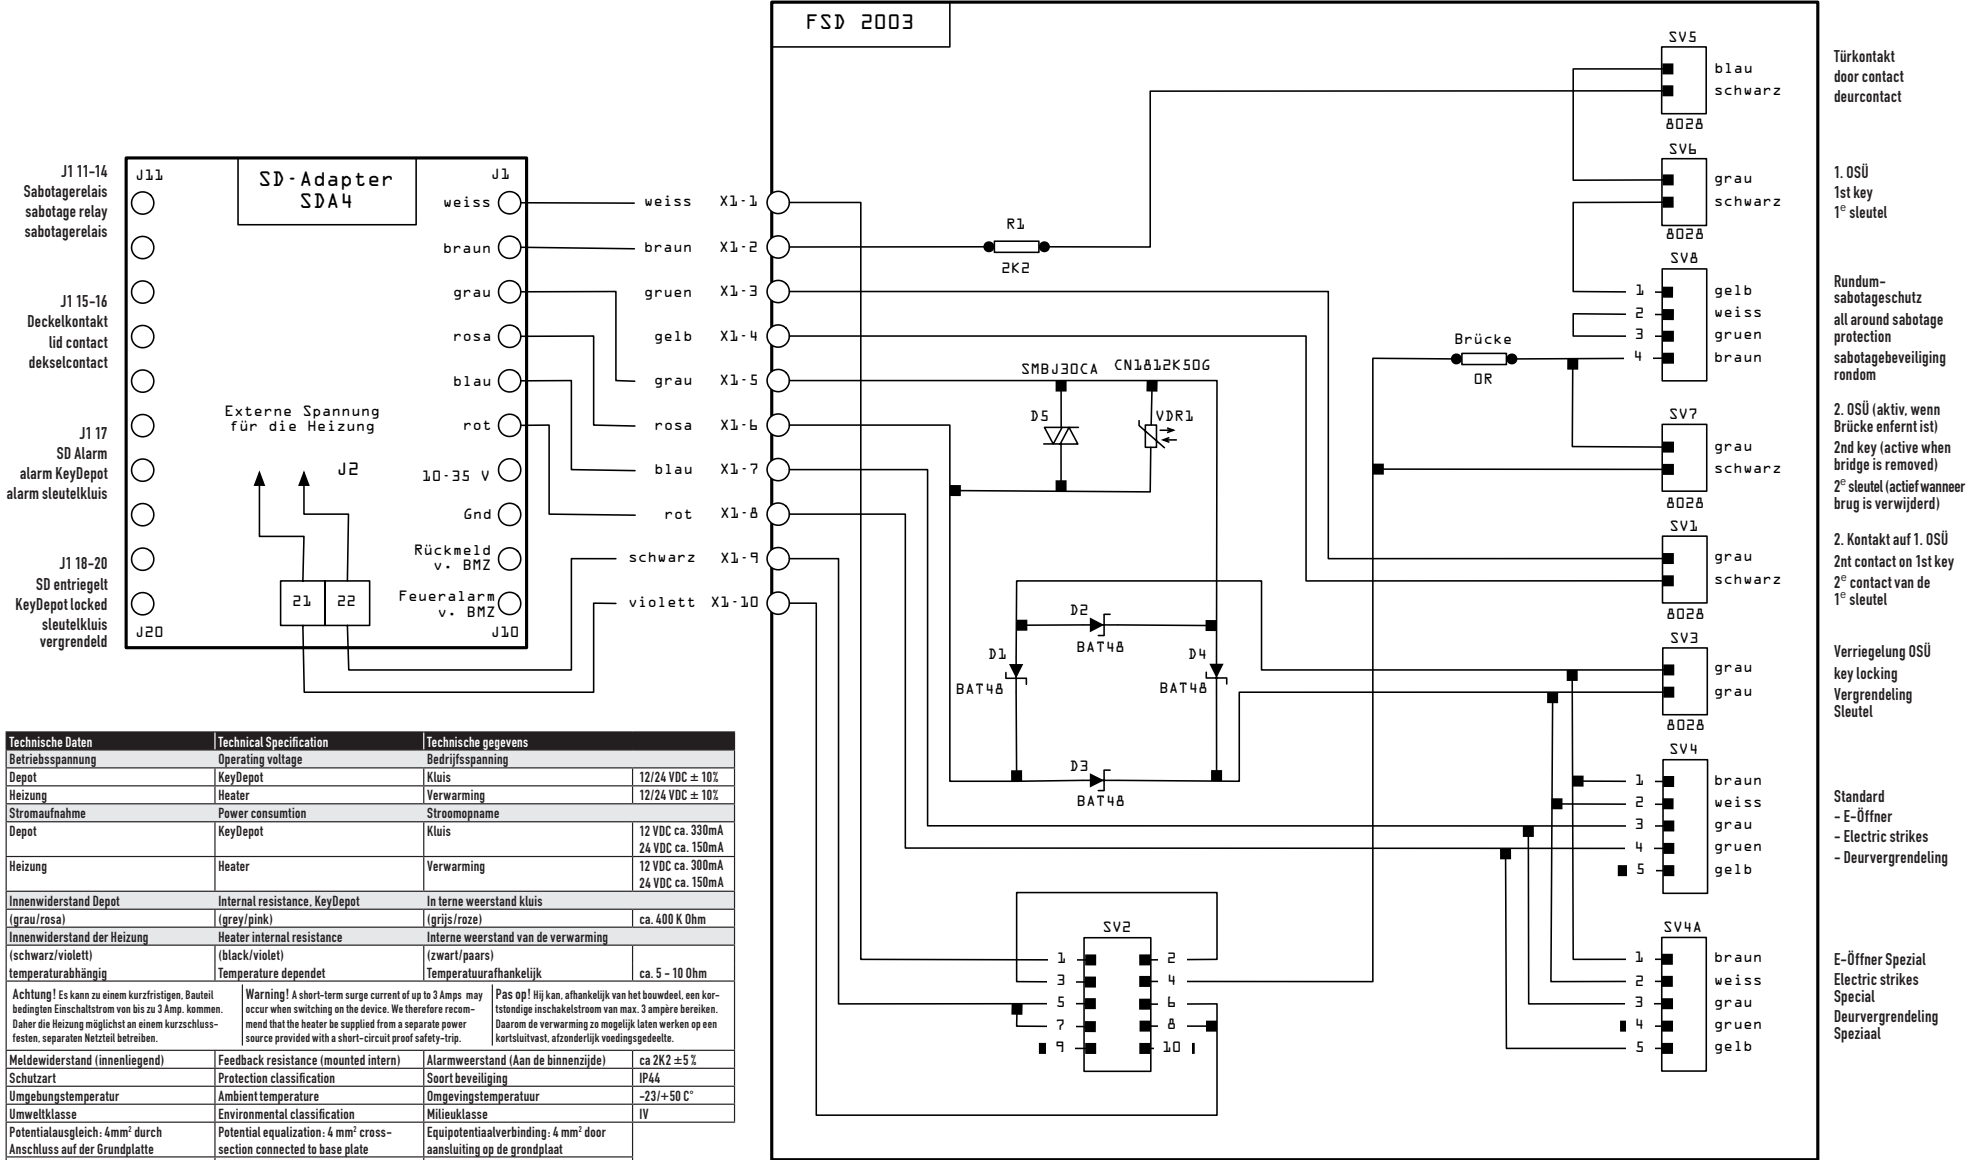 FSD 2003
SD-Adapter
SDA4
J11
J1
J20
J10
weiss
braun
grau
rosa
blau
rot
10-35 V
Gnd
Rückmeld
v. BMZ
Feueralarm
v. BMZ
Externe Spannung
für die Heizung
J2
21
22
J1 11-14
Sabotagerelais
sabotage relay
sabotagerelais
J1 15-16
Deckelkontakt
lid contact
dekselcontact
J1 17
SD Alarm
alarm KeyDepot
alarm sleutelkluis
J1 18-20
SD entriegelt
KeyDepot locked
sleutelkluis
vergrendeld
weiss X1-1
braun X1-2
gruen X1-3
gelb X1-4
grau X1-5
rosa X1-6
blau X1-7
rot X1-8
schwarz X1-9
violett X1-10
R1
2K2
SMBJ30CA
CN1812K50G
D5
VDR1
Brücke
0R
D2
BAT48
D1
BAT48
D4
BAT48
D3
BAT48
SV2
1 2
3 4
5 6
7 8
9 10
SV5
blau
schwarz
8028
SV6
grau
schwarz
8028
SV8
1 gelb
2 weiss
3 gruen
4 braun
SV7
grau
schwarz
8028
SV1
grau
schwarz
8028
SV3
grau
grau
8028
SV4
1 braun
2 weiss
3 grau
4 gruen
5 gelb
SV4A
1 braun
2 weiss
3 grau
4 gruen
5 gelb
Türkontakt
door contact
deurcontact
1. OSÜ
1st key
1e sleutel
Rundum-
sabotageschutz
all around sabotage
protection
sabotagebeveiliging
rondom
2. OSÜ (aktiv, wenn
Brücke enfernt ist)
2nd key (active when
bridge is removed)
2e sleutel (actief wanneer
brug is verwijderd)
2. Kontakt auf 1. OSÜ
2nt contact on 1st key
2e contact van de
1e sleutel
Verriegelung OSÜ
key locking
Vergrendeling
Sleutel
Standard
- E-Öffner
- Electric strikes
- Deurvergrendeling
E-Öffner Spezial
Electric strikes
Special
Deurvergrendeling
Speziaal
Technische Daten Technical Specification Technische gegevens
Betriebsspannung Operating voltage Bedrijfsspanning
Depot KeyDepot Kluis 12/24 VDC ± 10%
Heizung Heater Verwarming 12/24 VDC ± 10%
Stromaufnahme Power consumtion Stroomopname
Depot KeyDepot Kluis 12 VDC ca. 330mA
24 VDC ca. 150mA
Heizung Heater Verwarming 12 VDC ca. 300mA
24 VDC ca. 150mA
Innenwiderstand Depot Internal resistance, KeyDepot In terne weerstand kluis
(grau/rosa) (grey/pink) (grijs/roze) ca. 400 K Ohm
Innenwiderstand der Heizung Heater internal resistance Interne weerstand van de verwarming
(schwarz/violett) (black/violet) (zwart/paars)
temperaturabhängig Temperature dependet Temperatuurafhankelijk ca. 5 - 10 Ohm
Achtung! Es kann zu einem kurzfristigen, Bauteil
bedingten Einschaltstrom von bis zu 3 Amp. kommen.
Daher die Heizung möglichst an einem kurzschluss-
festen, separaten Netzteil betreiben.
Warning! A short-term surge current of up to 3 Amps may
occur when switching on the device. We therefore recom-
mend that the heater be supplied from a separate power
source provided with a short-circuit proof safety-trip.
Pas op! Hij kan, afhankelijk van het bouwdeel, een kor-
tstondige inschakelstroom van max. 3 ampère bereiken.
Daarom de verwarming zo mogelijk laten werken op een
kortsluitvast, afzonderlijk voedingsgedeelte.
Meldewiderstand (innenliegend) Feedback resistance (mounted intern) Alarmweerstand (Aan de binnenzijde) ca 2K2 ±5 %
Schutzart Protection classification Soort beveiliging IP44
Umgebungstemperatur Ambient temperature Omgevingstemperatuur -23/+50 C°
Umweltklasse Environmental classification Milieuklasse IV
Potentialausgleich: 4mm² durch Potential equalization: 4 mm² cross- Equipotentiaalverbinding: 4 mm² door
Anschluss auf der Grundplatte section connected to base plate aansluiting op de grondplaat